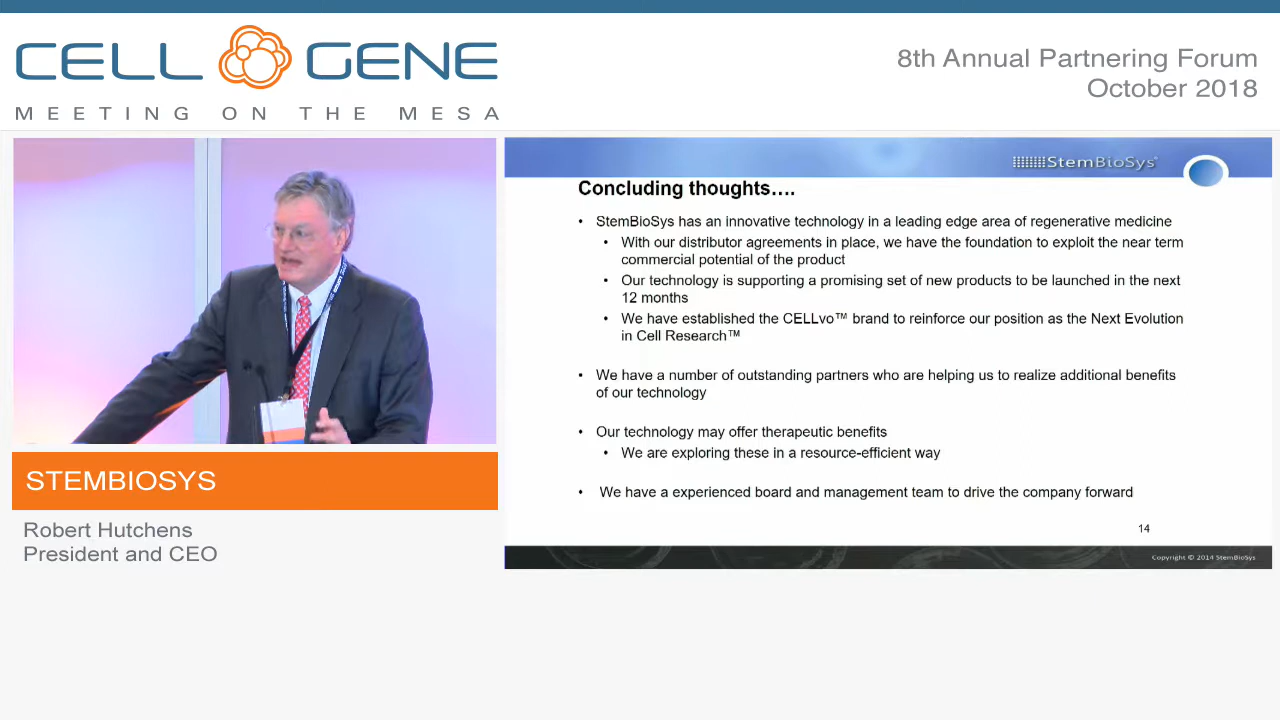 CELL GENE
MEETING ON THE MESA
8th Annual Partnering Forum
October 2018
StemBioSys
Concluding thoughts….
• StemBioSys has an innovative technology in a leading edge area of regenerative medicine
• With our distributor agreements in place, we have the foundation to exploit the near term
commercial potential of the product
• Our technology is supporting a promising set of new products to be launched in the next
12 months
• We have established the CELLvo™ brand to reinforce our position as the Next Evolution
in Cell Research™
• We have a number of outstanding partners who are helping us to realize additional benefits
of our technology
• Our technology may offer therapeutic benefits
• We are exploring these in a resource-efficient way
• We have a experienced board and management team to drive the company forward
14
Copyright © 2014 StemBioSys
STEMBIOSYS
Robert Hutchens
President and CEO